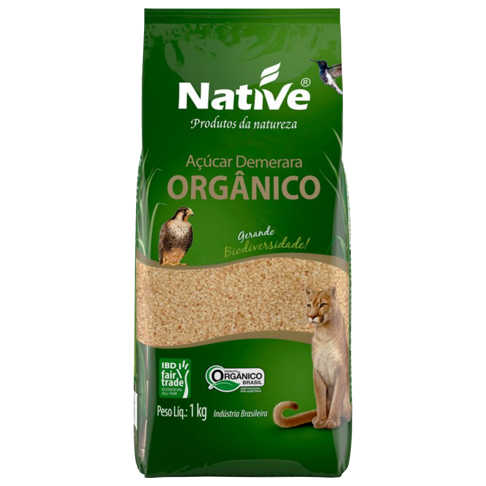 Native®
Produtos da natureza
Açúcar Demerara
ORGÂNICO
Gerando
Biodiversidade!
IBD
fair
trade
ORGÂNICO
BRASIL
Peso Líq.: 1 kg
Indústria Brasileira